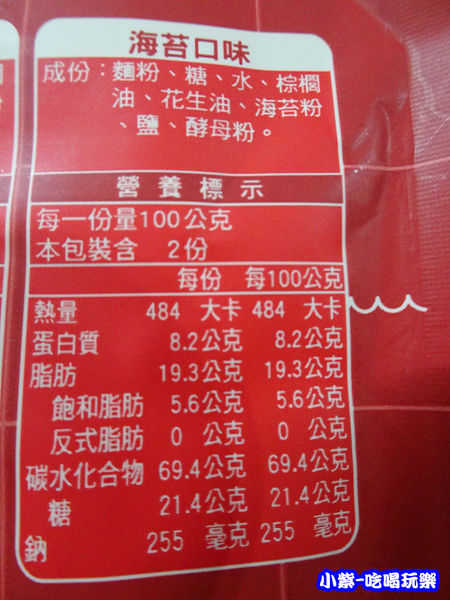 海苔口味
成份：麵粉、糖、水、棕櫚
油、花生油、海苔粉
、鹽、酵母粉。
營養標示
每一份量100公克
本包裝含 2份
每份 每100公克
熱量 484 大卡 484 大卡
蛋白質 8.2公克 8.2公克
脂肪 19.3公克 19.3公克
飽和脂肪 5.6公克 5.6公克
反式脂肪 0 公克 0 公克
碳水化合物 69.4公克 69.4公克
糖 21.4公克 21.4公克
鈉 255 毫克 255 毫克
小紫-吃喝玩樂